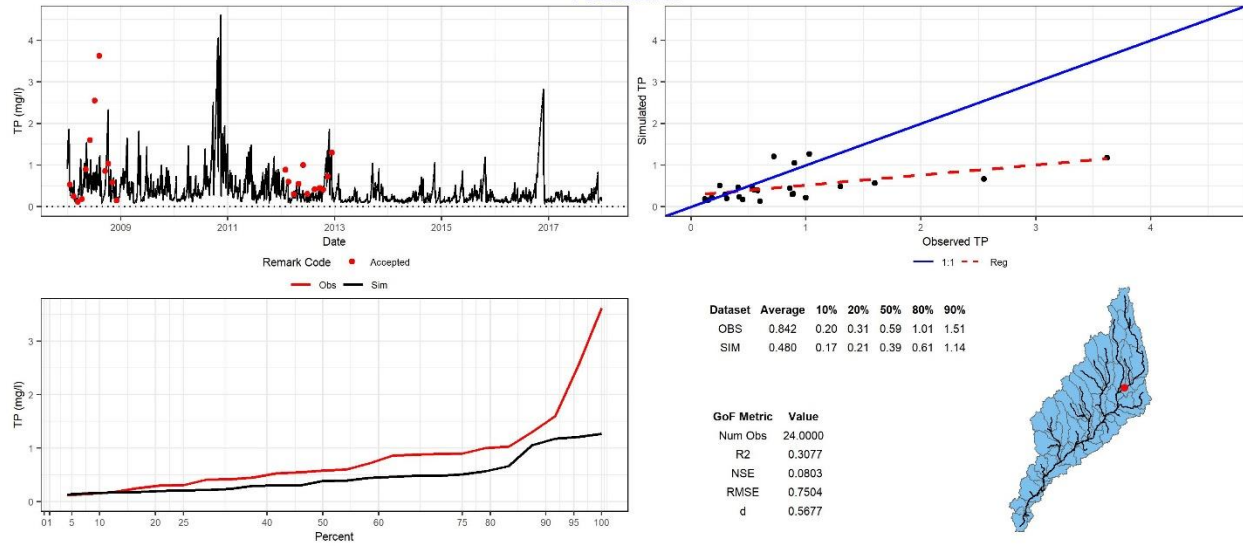 4
3
2
1
0
TP (mg/l)
2009 2011 2013 2015 2017
Date
Remark Code Accepted
4
3
2
1
0
Simulated TP
0 1 2 3 4
Observed TP
1:1 Reg
Obs Sim
3
2
1
0
TP (mg/l)
0 1 5 10 20 25 40 50 60 75 80 90 95 100
Percent
Dataset Average 10% 20% 50% 80% 90%
OBS 0.842 0.20 0.31 0.59 1.01 1.51
SIM 0.480 0.17 0.21 0.39 0.61 1.14
GoF Metric Value
Num Obs 24.0000
R2 0.3077
NSE 0.0803
RMSE 0.7504
d 0.5677